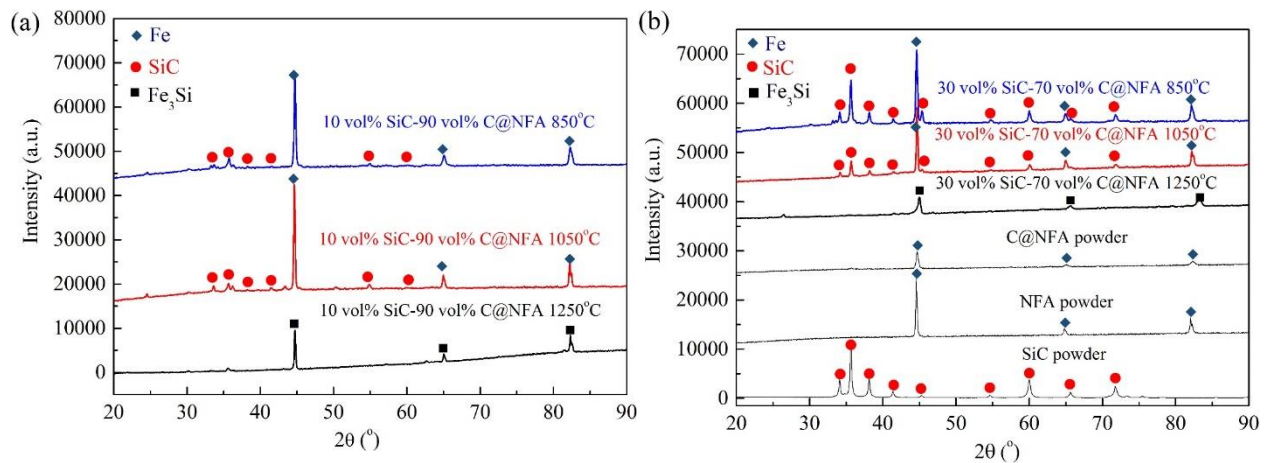 (a)
80000
70000
60000
50000
40000
30000
20000
10000
0
Intensity (a.u.)
Fe
SiC
Fe₃Si
10 vol% SiC-90 vol% C@NFA 850°C
10 vol% SiC-90 vol% C@NFA 1050°C
10 vol% SiC-90 vol% C@NFA 1250°C
20 30 40 50 60 70 80 90
2θ (°)
(b)
70000
60000
50000
40000
30000
20000
10000
0
Intensity (a.u.)
Fe
SiC
Fe₃Si
30 vol% SiC-70 vol% C@NFA 850°C
30 vol% SiC-70 vol% C@NFA 1050°C
30 vol% SiC-70 vol% C@NFA 1250°C
C@NFA powder
NFA powder
SiC powder
20 30 40 50 60 70 80 90
2θ (°)